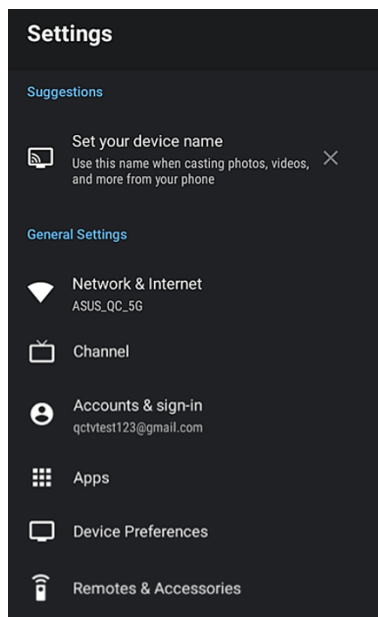 Settings
Suggestions
Set your device name
Use this name when casting photos, videos,
and more from your phone
General Settings
Network & Internet
ASUS_QC_5G
Channel
Accounts & sign-in
qctvtest123@gmail.com
Apps
Device Preferences
Remotes & Accessories